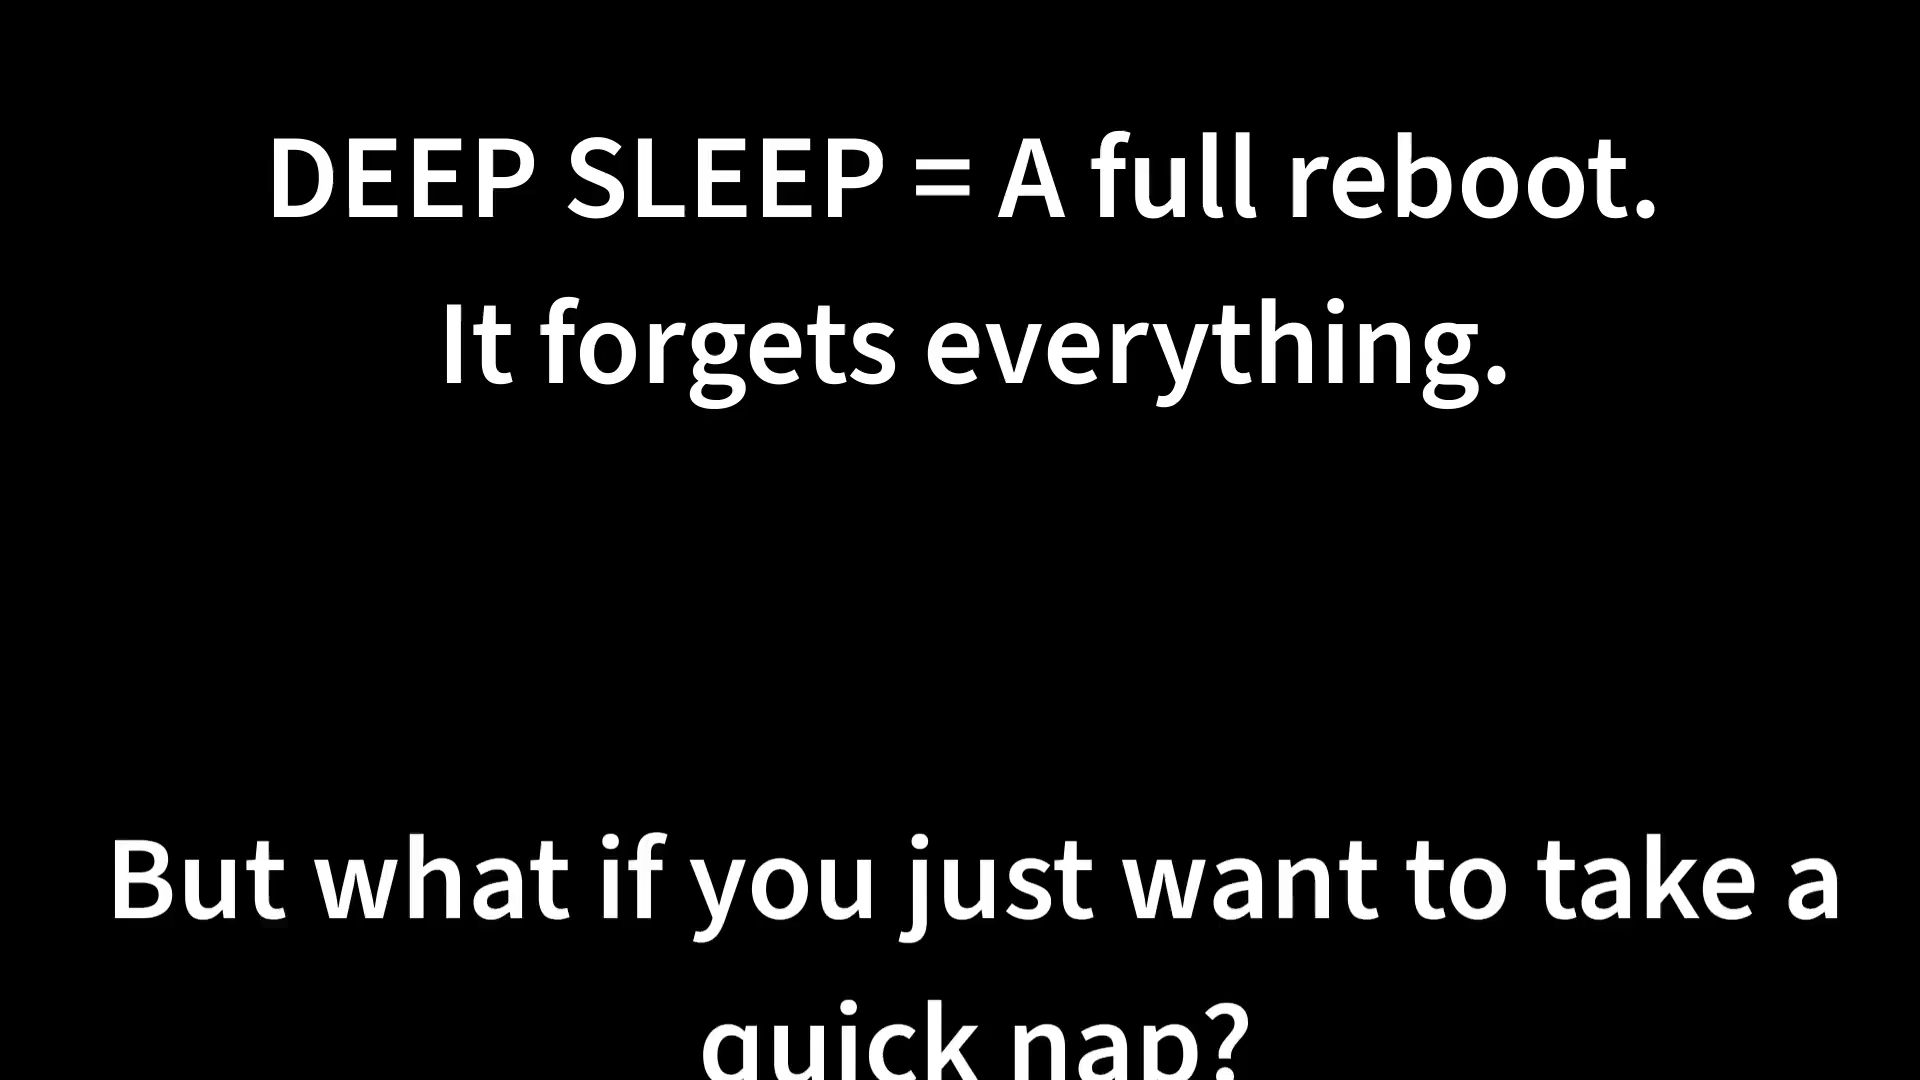 DEEP SLEEP = A full reboot.
It forgets everything.
But what if you just want to take a
quick nap?